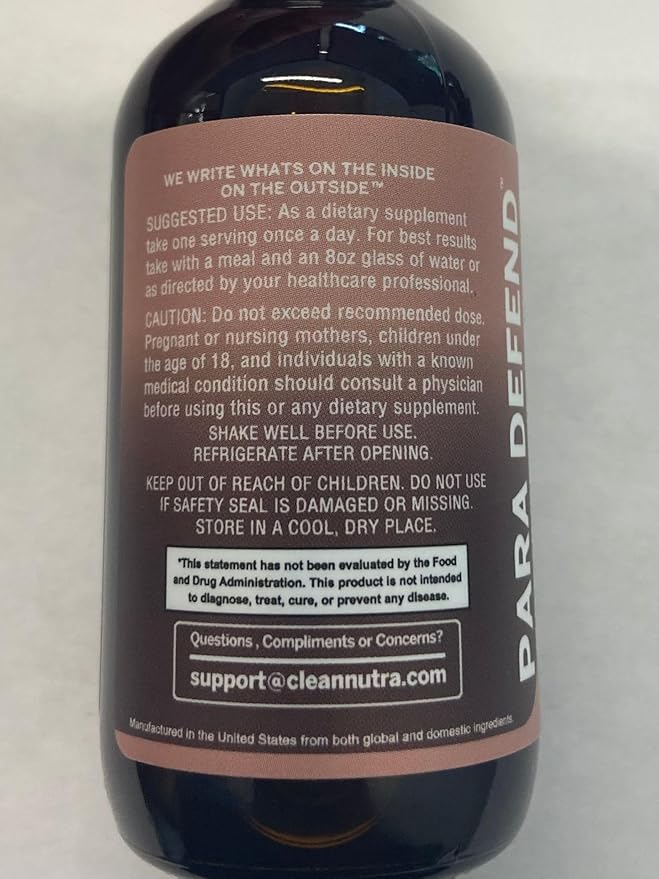 WE WRITE WHATS ON THE INSIDE
ON THE OUTSIDE™
SUGGESTED USE: As a dietary supplement
take one serving once a day. For best results
take with a meal and an 8oz glass of water or
as directed by your healthcare professional.
CAUTION: Do not exceed recommended dose.
Pregnant or nursing mothers, children under
the age of 18, and individuals with a known
medical condition should consult a physician
before using this or any dietary supplement.
SHAKE WELL BEFORE USE.
REFRIGERATE AFTER OPENING.
KEEP OUT OF REACH OF CHILDREN. DO NOT USE
IF SAFETY SEAL IS DAMAGED OR MISSING.
STORE IN A COOL, DRY PLACE.
*This statement has not been evaluated by the Food
and Drug Administration. This product is not intended
to diagnose, treat, cure, or prevent any disease.
Questions, Compliments or Concerns?
support@cleannutra.com
Manufactured in the United States from both global and domestic ingredients.
PARA DEFEND™